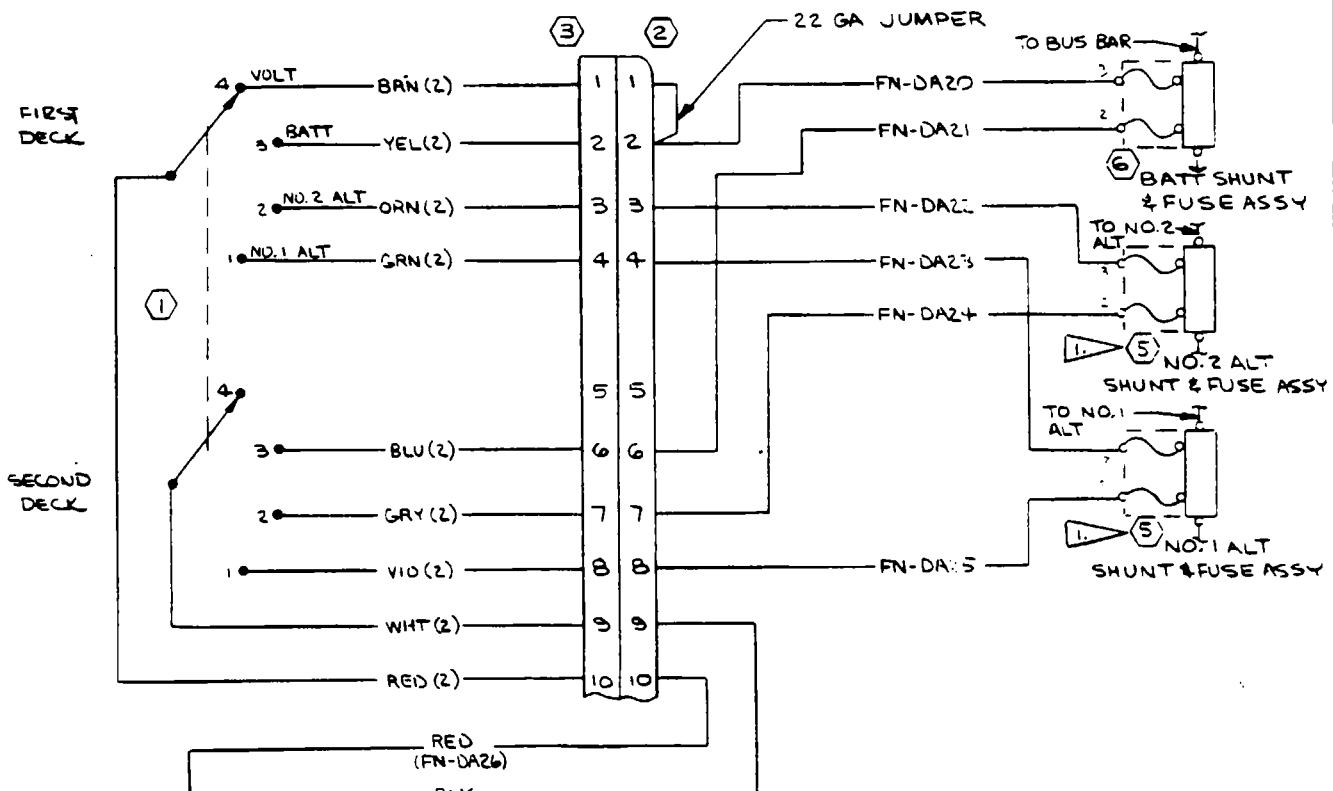 22 GA JUMPER
3
2
TO BUS BAR
FIRST
DECK
4 VOLT
BRN (2)
1 1
FN-DA20
3
3 BATT
YEL (2)
2 2
FN-DA21
2
6
BATT SHUNT
& FUSE ASSY
2 NO. 2 ALT
ORN (2)
3 3
TO NO. 2
ALT
1 NO. 1 ALT
GRN (2)
4 4
1
FN-DA24
1. 5
NO. 2 ALT
SHUNT & FUSE ASSY
4
5 5
TO NO. 1
ALT
SECOND
DECK
3
BLU (2)
6 6
2
GRY (2)
7 7
1. 5
NO. 1 ALT
SHUNT & FUSE ASSY
1
VIO (2)
8 8
WHT (2)
9 9
RED (2)
10 10
RED
(FN-DA26)